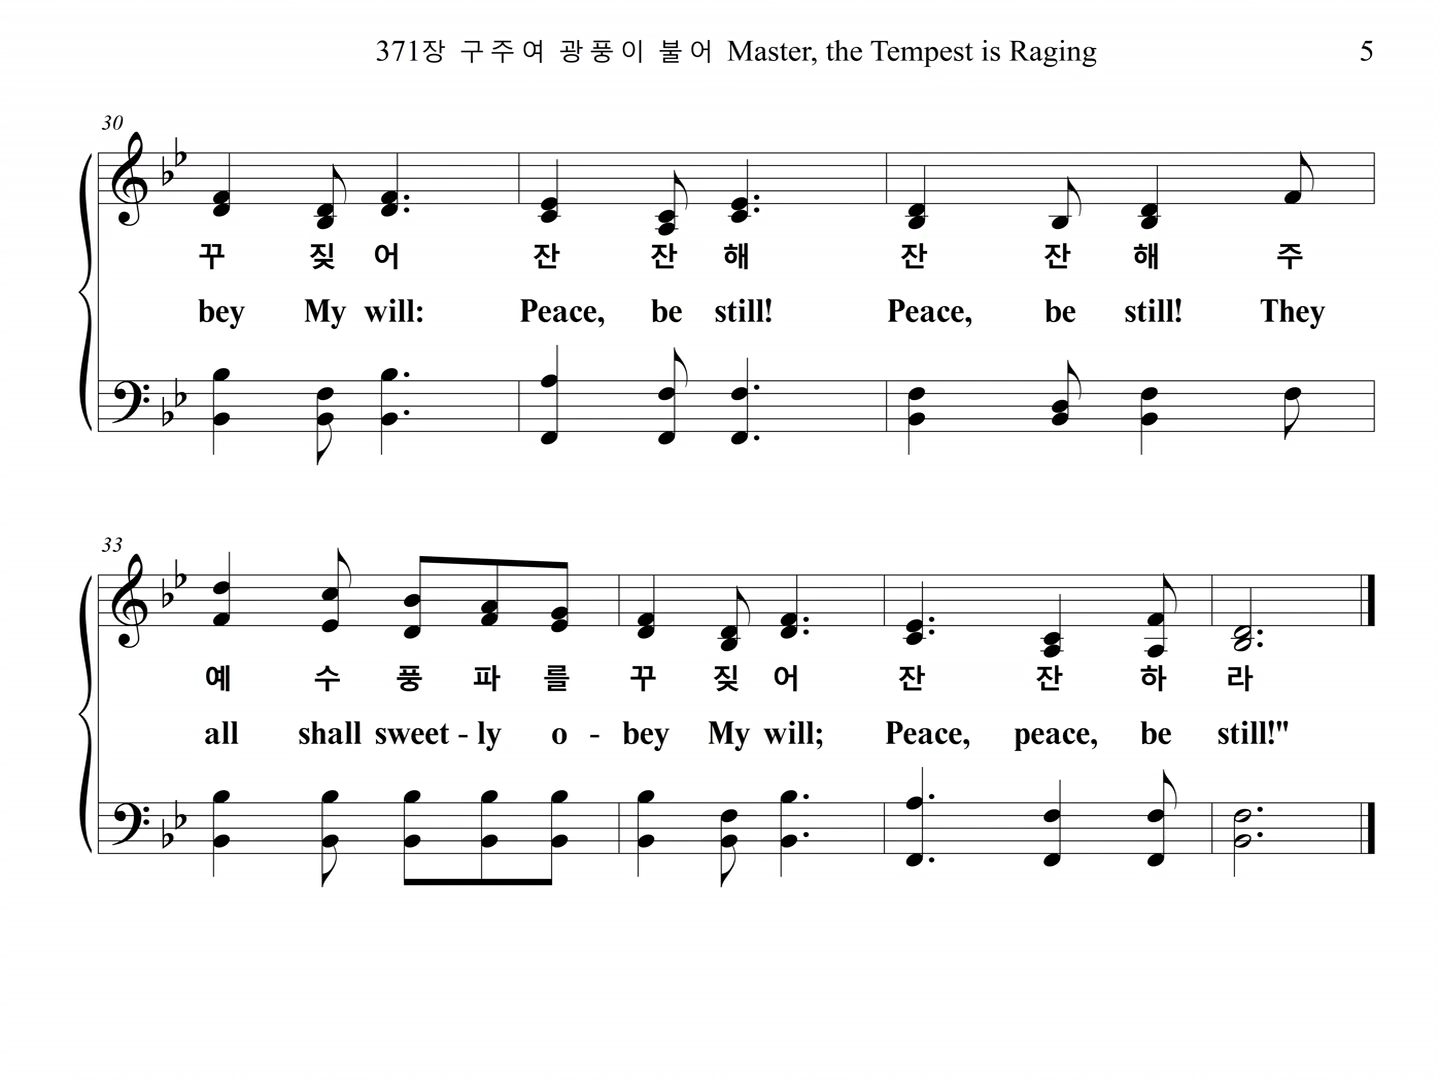 371장 구주여 광풍이 불어 Master, the Tempest is Raging 5
30
꾸 짖 어 잔 잔 해 잔 잔 해 주
bey My will: Peace, be still! Peace, be still! They
33
예 수 풍 파 를 꾸 짖 어 잔 잔 하 라
all shall sweet - ly o - bey My will; Peace, peace, be still!"